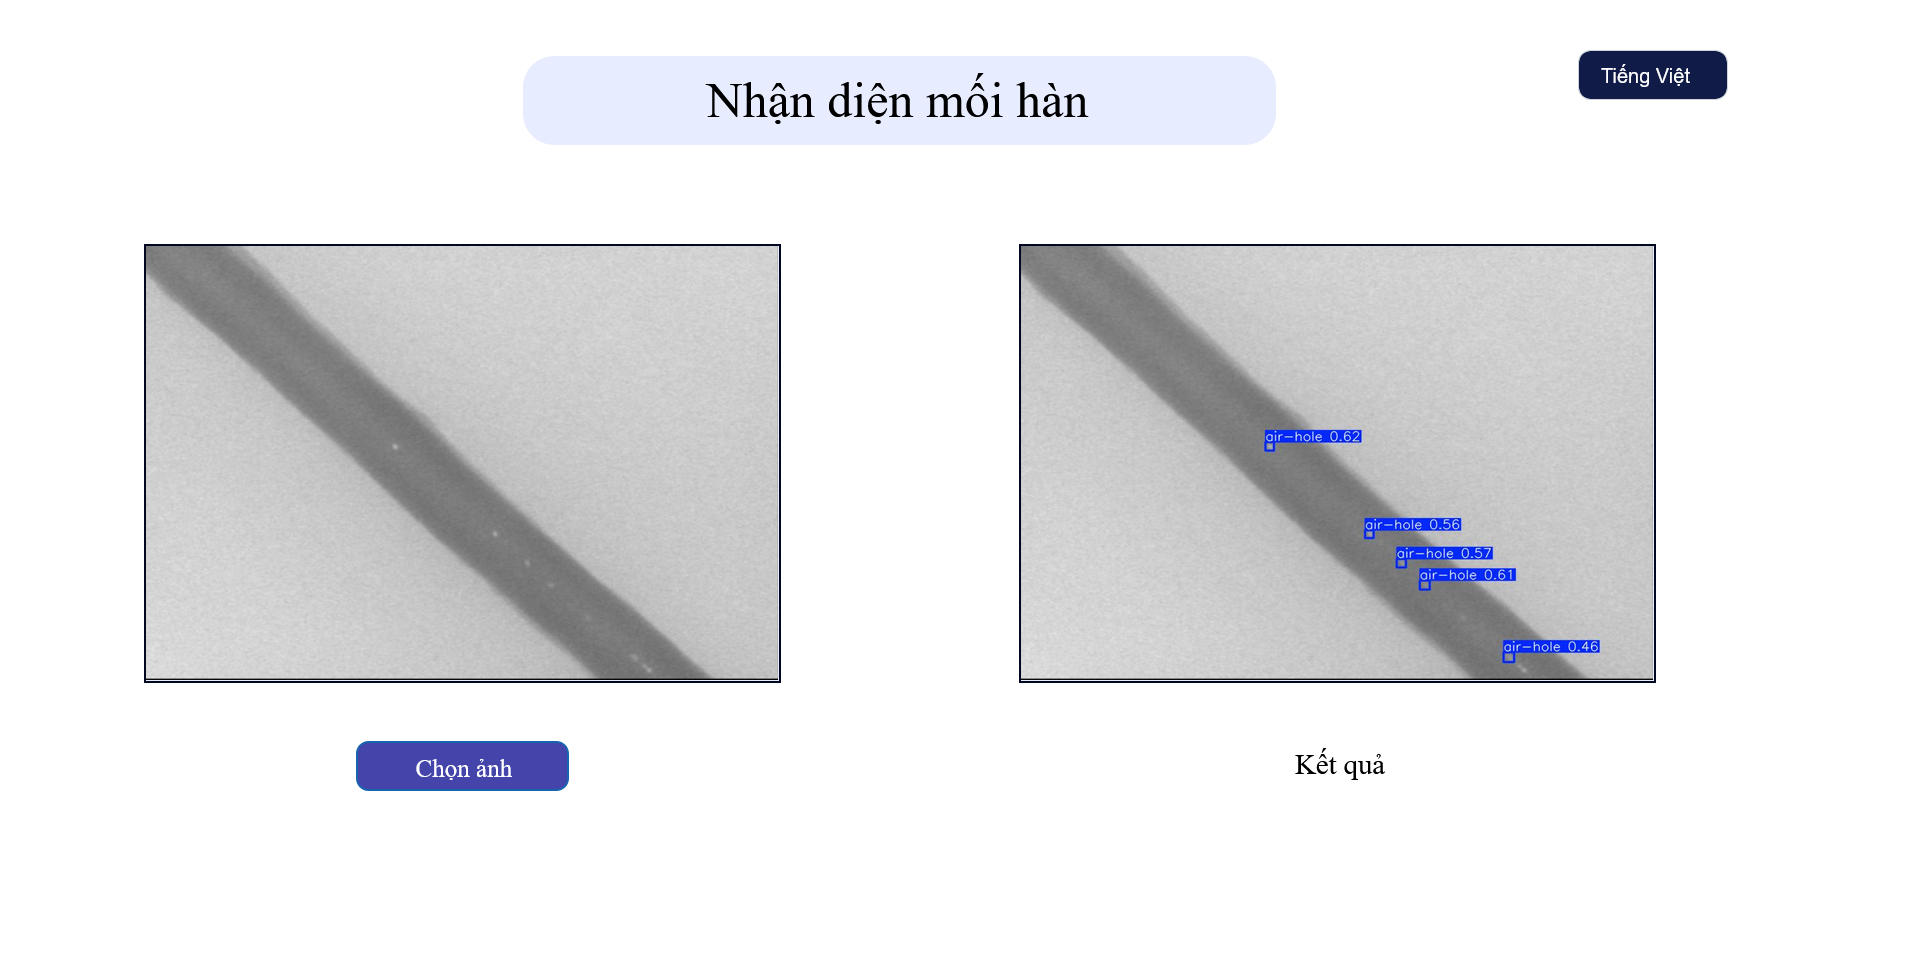 Nhận diện mối hàn
Tiếng Việt
air-hole 0.62
air-hole 0.56
air-hole 0.57
air-hole 0.61
air-hole 0.46
Chọn ảnh
Kết quả